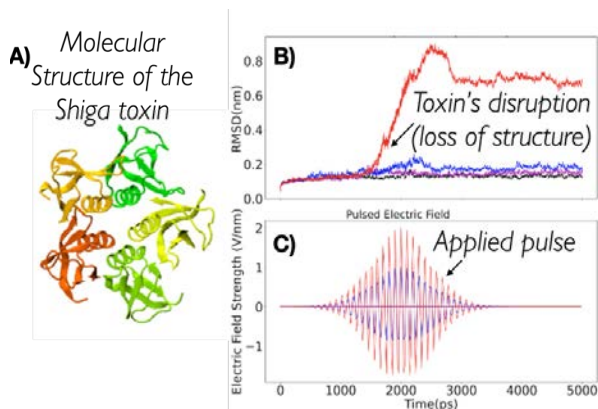 A)
Molecular
Structure of the
Shiga toxin
B)
RMSD(nm)
0.8
0.6
0.4
0.2
0.0
Toxin's disruption
(loss of structure)
Pulsed Electric Field
C)
Electric Field Strength (V/nm)
2
1
0
−1
Applied pulse
0
1000
2000
3000
4000
5000
Time(ps)